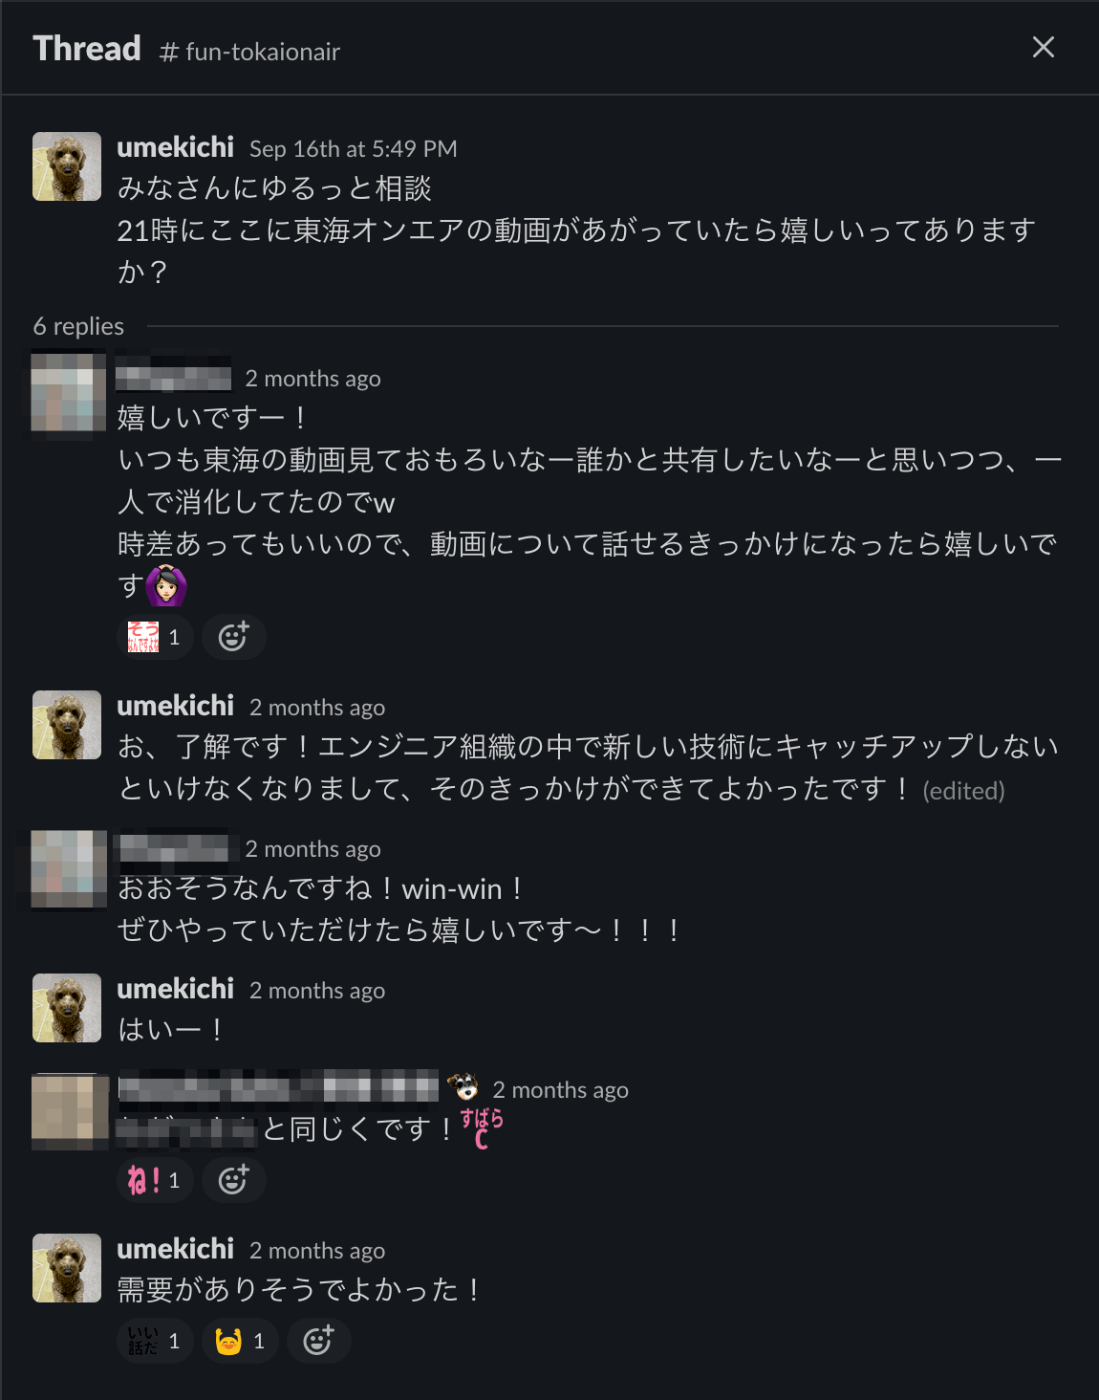 Thread # fun-tokaionair
umekichi Sep 16th at 5:49 PM
みなさんにゆるっと相談
21時にここに東海オンエアの動画があがっていたら嬉しいってあります
か？
6 replies
2 months ago
嬉しいですー！
いつも東海の動画見ておもろいなー誰かと共有したいなーと思いつつ、一
人で消化してたのでw
時差あってもいいので、動画について話せるきっかけになったら嬉しいで
す
そう
なんですよね
1
umekichi 2 months ago
お、了解です！エンジニア組織の中で新しい技術にキャッチアップしない
といけなくなりまして、そのきっかけができてよかったです！ (edited)
2 months ago
おおそうなんですね！win-win！
ぜひやっていただけたら嬉しいです〜！！！
umekichi 2 months ago
はいー！
2 months ago
と同じくです！すばらC
ね！ 1
umekichi 2 months ago
需要がありそうでよかった！
いい
話だ
1 1